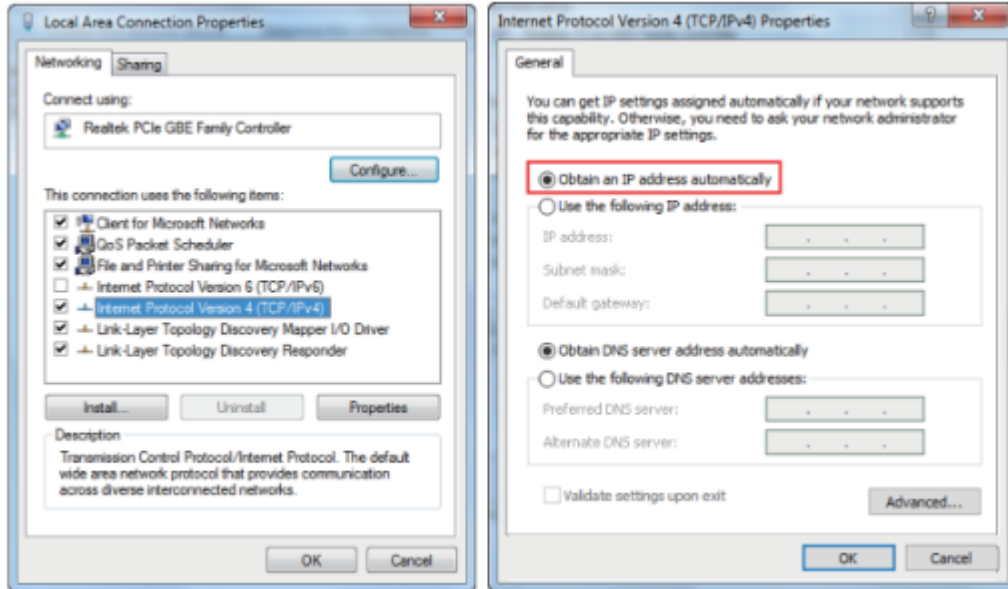 Local Area Connection Properties
Networking
Sharing
Connect using:
Realtek PCIe GBE Family Controller
Configure...
This connection uses the following items:
Client for Microsoft Networks
QoS Packet Scheduler
File and Printer Sharing for Microsoft Networks
Internet Protocol Version 6 (TCP/IPv6)
Internet Protocol Version 4 (TCP/IPv4)
Link-Layer Topology Discovery Mapper I/O Driver
Link-Layer Topology Discovery Responder
Install...
Uninstall
Properties
Description
Transmission Control Protocol/Internet Protocol. The default
wide area network protocol that provides communication
across diverse interconnected networks.
OK
Cancel
Internet Protocol Version 4 (TCP/IPv4) Properties
General
You can get IP settings assigned automatically if your network supports
this capability. Otherwise, you need to ask your network administrator
for the appropriate IP settings.
Obtain an IP address automatically
Use the following IP address:
IP address:
Subnet mask:
Default gateway:
Obtain DNS server address automatically
Use the following DNS server addresses:
Preferred DNS server:
Alternate DNS server:
Validate settings upon exit
Advanced...
OK
Cancel